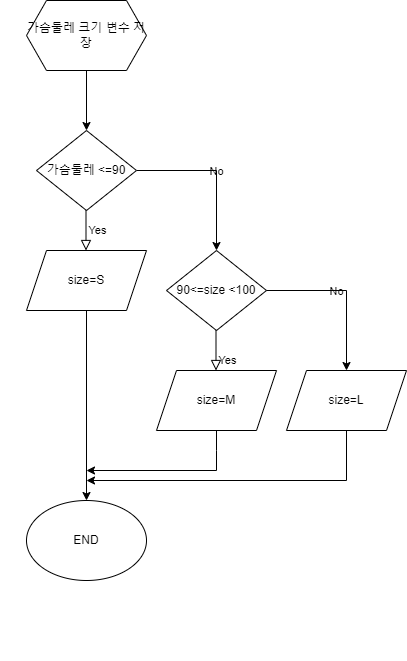 가슴둘레 크기 변수 저
장
가슴둘레 <=90
No
Yes
size=S
90<=size <100
No
Yes
size=M
size=L
END